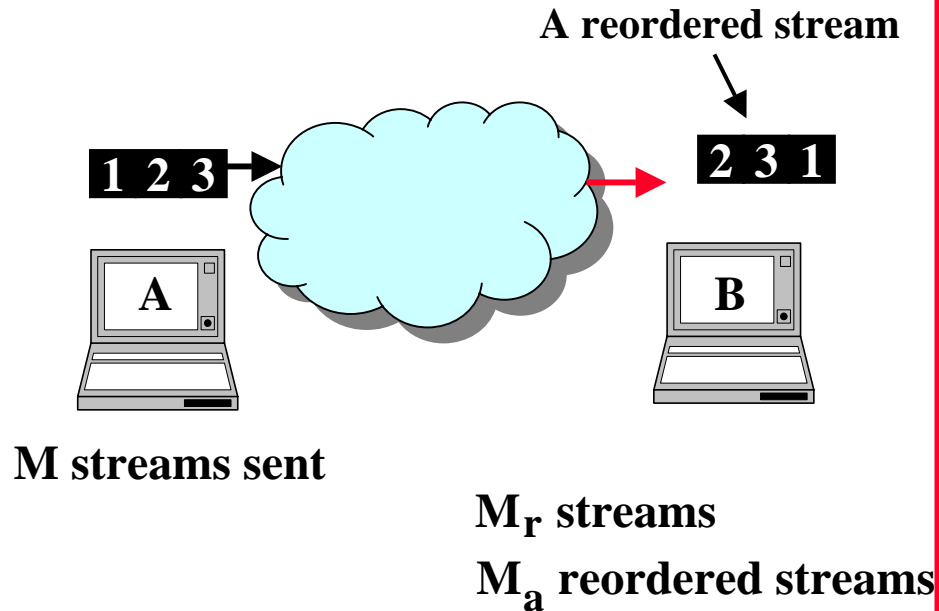 A reordered stream
1 2 3
2 3 1
A
B
M streams sent
Mr streams
Ma reordered streams